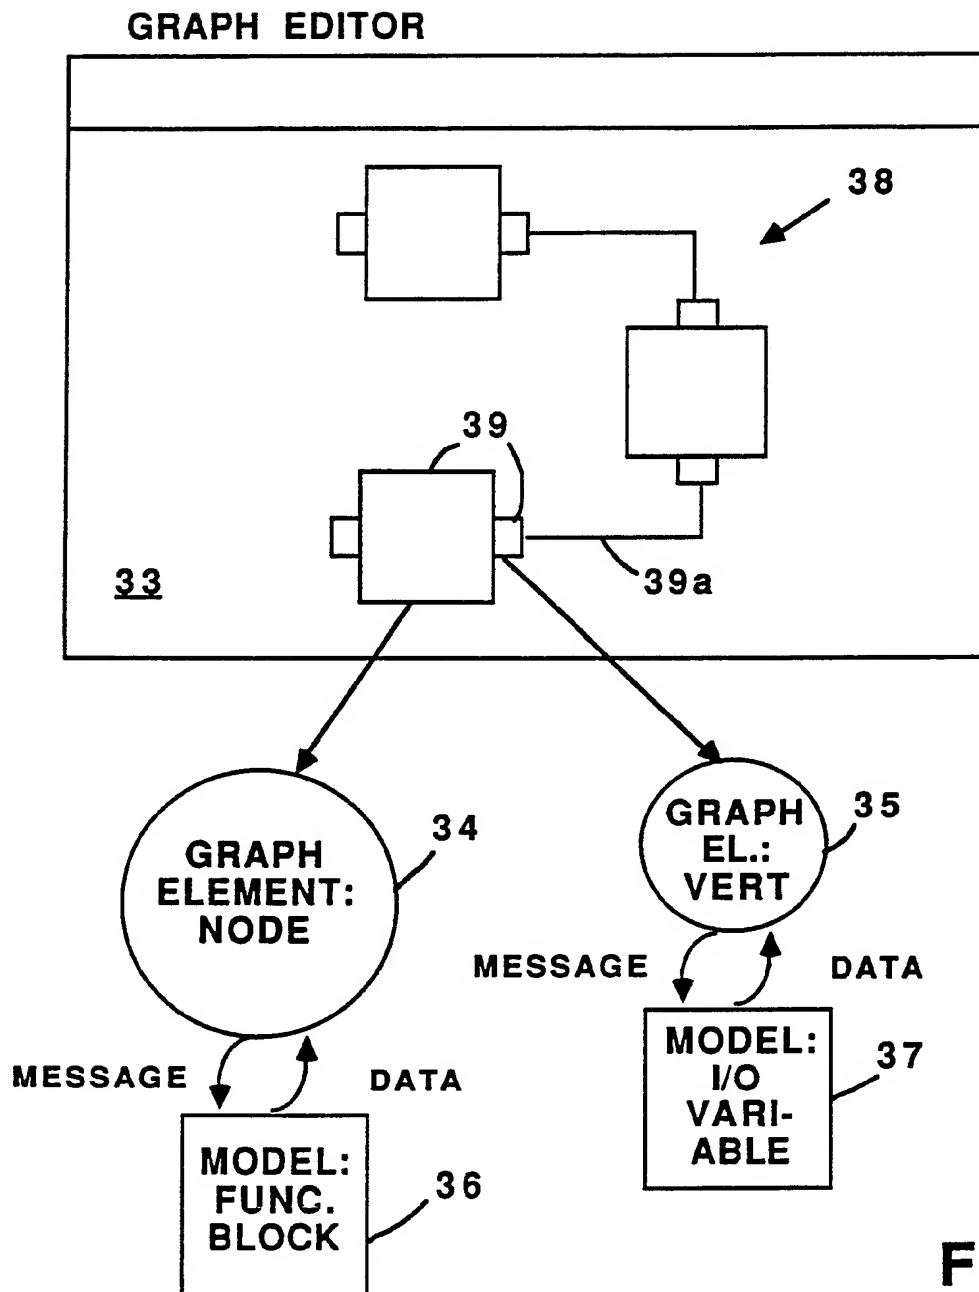 GRAPH EDITOR
38
39
33
39a
GRAPH
ELEMENT:
NODE
34
GRAPH
EL.:
VERT
35
MESSAGE
DATA
MESSAGE
DATA
MODEL:
I/O
VARI-
ABLE
37
MODEL:
FUNC.
BLOCK
36
F